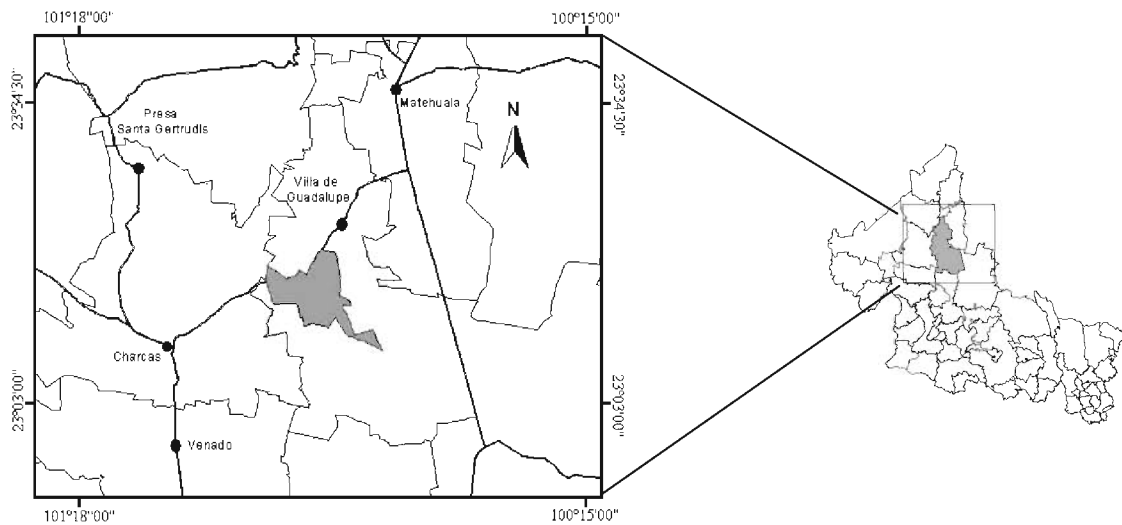 101°18'00"
100°15'00"
23°34'30"
23°34'30"
Matehuala
Presa
Santa Gertrudis
N
Villa de
Guadalupe
Charcas
23°03'00"
23°03'00"
Venado
101°18'00"
100°15'00"